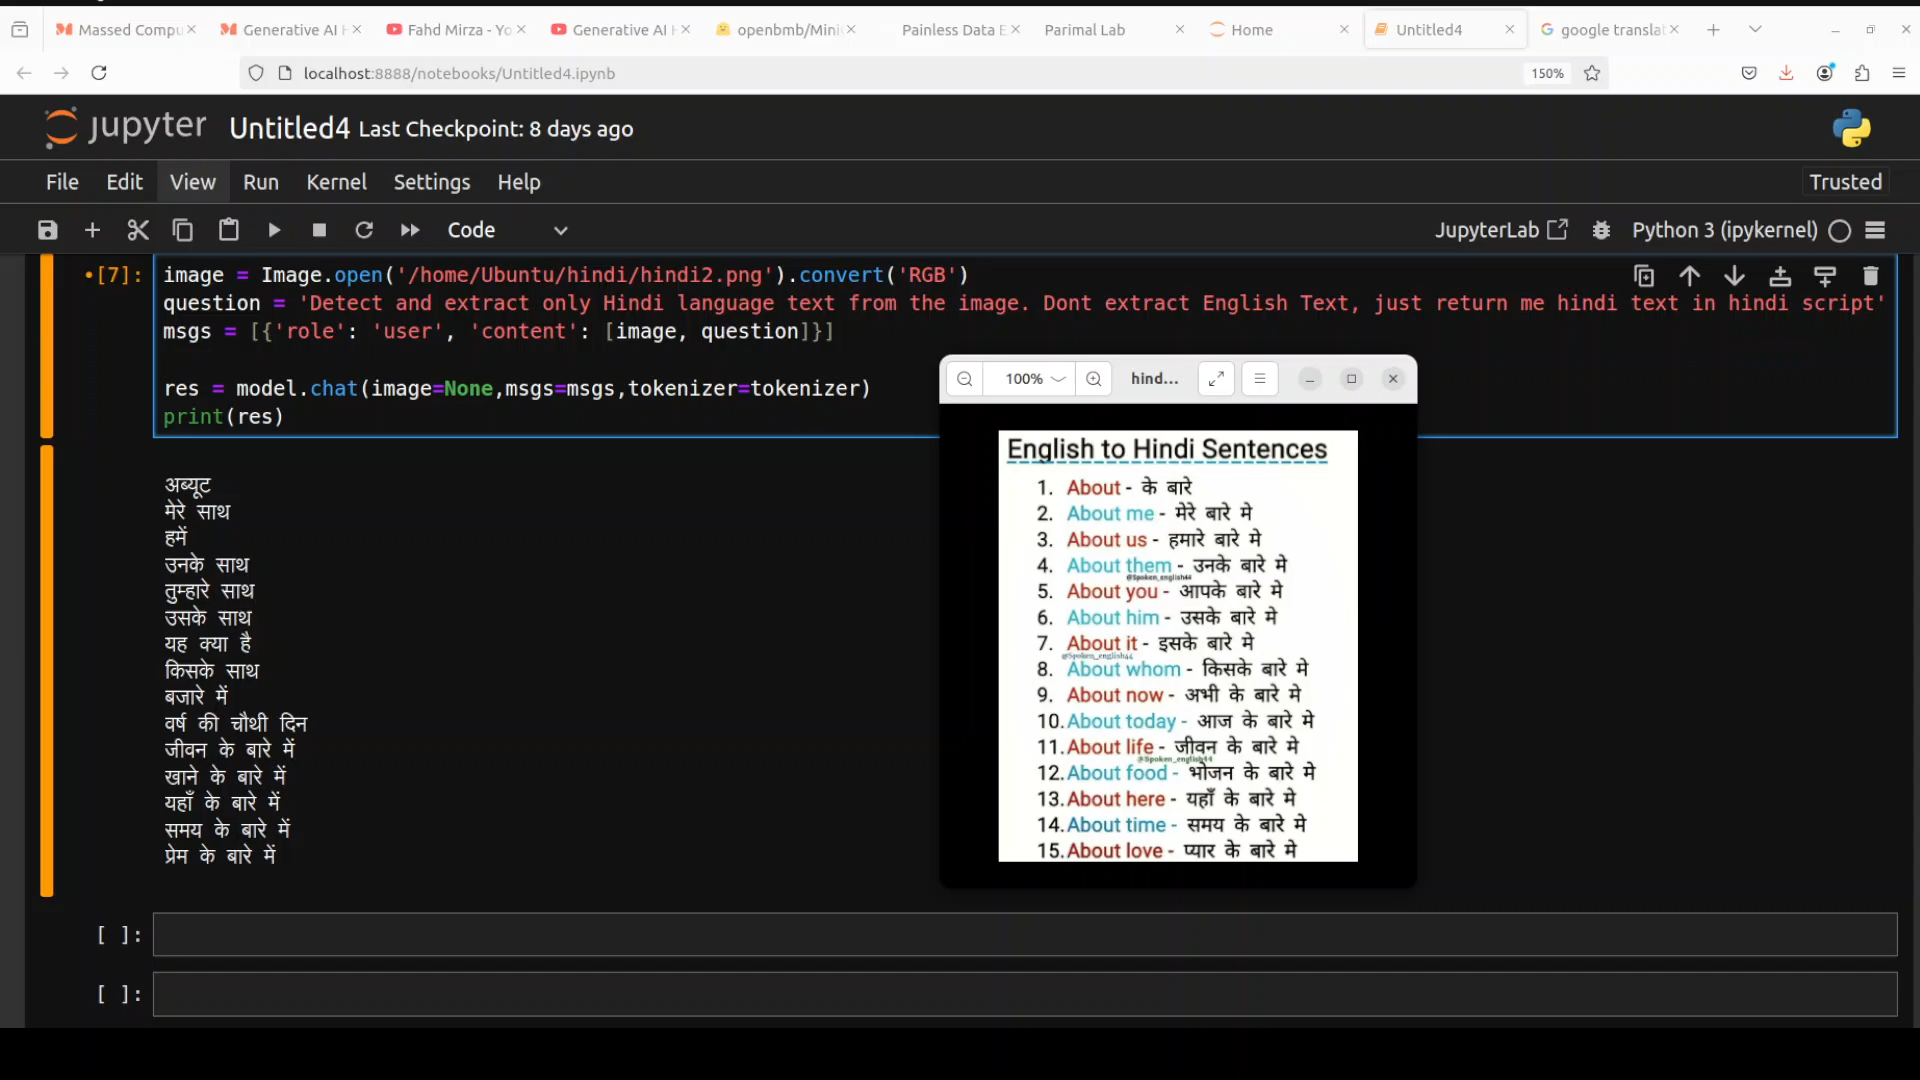 Massed Compu
Generative AI H
Fahd Mirza - Yo
Generative AI H
openbmb/Mini
Painless Data E
Parimal Lab
Home
Untitled4
google translat
localhost:8888/notebooks/Untitled4.ipynb
150%
jupyter Untitled4 Last Checkpoint: 8 days ago
File Edit View Run Kernel Settings Help
Trusted
Code
JupyterLab
Python 3 (ipykernel)
[7]:
image = Image.open('/home/Ubuntu/hindi/hindi2.png').convert('RGB')
question = 'Detect and extract only Hindi language text from the image. Dont extract English Text, just return me hindi text in hindi script'
msgs = [{'role': 'user', 'content': [image, question]}]
res = model.chat(image=None,msgs=msgs,tokenizer=tokenizer)
print(res)
अब्यूट
मेरे साथ
हमें
उनके साथ
तुम्हारे साथ
उसके साथ
यह क्या है
किसके साथ
बजारे में
वर्ष की चौथी दिन
जीवन के बारे में
खाने के बारे में
यहाँ के बारे में
समय के बारे में
प्रेम के बारे में
100%
hind...
English to Hindi Sentences
1. About - के बारे
2. About me - मेरे बारे मे
3. About us - हमारे बारे मे
4. About them - उनके बारे मे
@Spoken_english44
5. About you - आपके बारे मे
6. About him - उसके बारे मे
7. About it - इसके बारे मे
@Spoken_english44
8. About whom - किसके बारे मे
9. About now - अभी के बारे मे
10. About today - आज के बारे मे
11. About life - जीवन के बारे मे
@Spoken_english44
12. About food - भोजन के बारे मे
13. About here - यहाँ के बारे मे
14. About time - समय के बारे मे
15. About love - प्यार के बारे मे
[ ]:
[ ]: